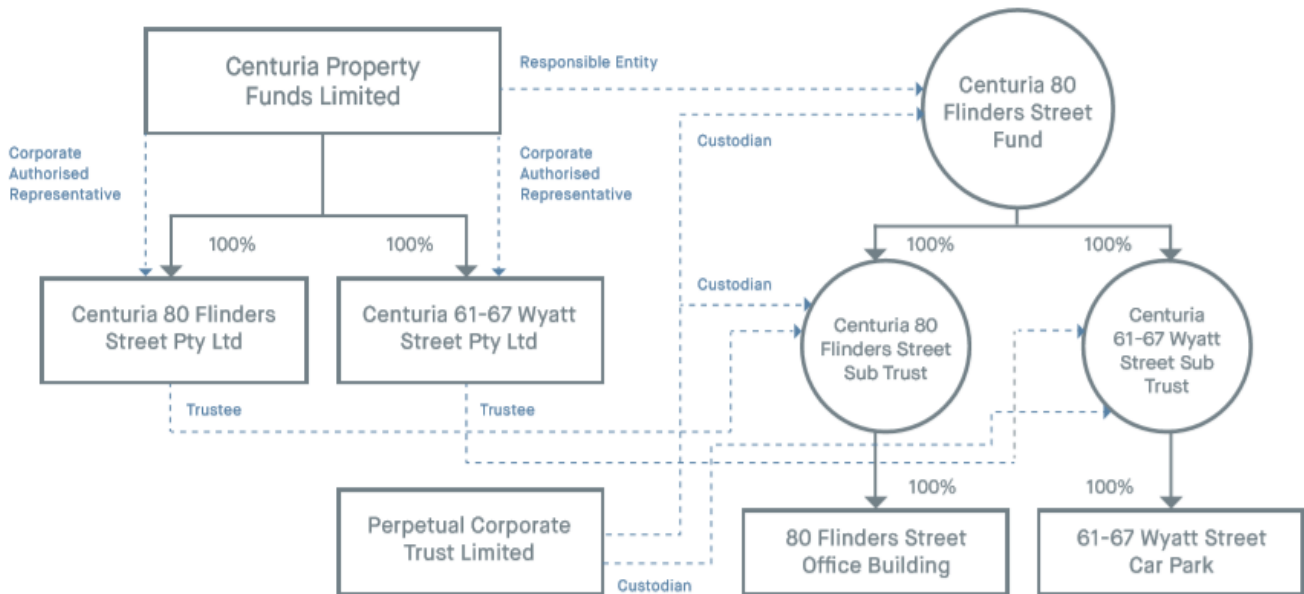 Centuria Property
Funds Limited
Responsible Entity
Centuria 80
Flinders Street
Fund
Custodian
Corporate
Authorised
Representative
Corporate
Authorised
Representative
100%
100%
100%
100%
Centuria 80 Flinders
Street Pty Ltd
Centuria 61-67 Wyatt
Street Pty Ltd
Custodian
Centuria 80
Flinders Street
Sub Trust
Centuria
61-67 Wyatt
Street Sub
Trust
Trustee
Trustee
100%
100%
Perpetual Corporate
Trust Limited
Custodian
80 Flinders Street
Office Building
61-67 Wyatt Street
Car Park